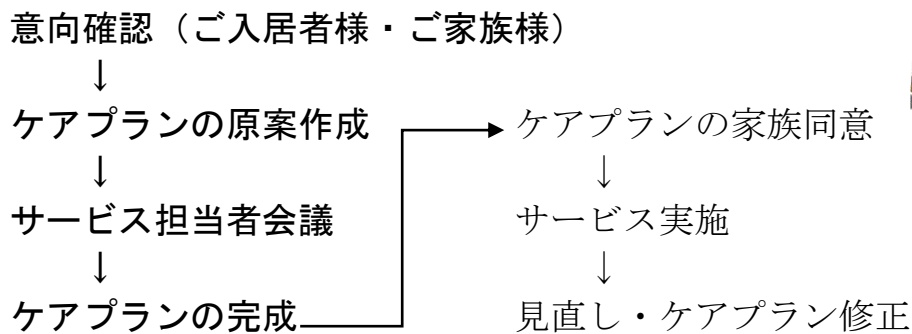 意向確認（ご入居者様・ご家族様）
↓
ケアプランの原案作成
↓
サービス担当者会議
↓
ケアプランの完成
ケアプランの家族同意
↓
サービス実施
↓
見直し・ケアプラン修正